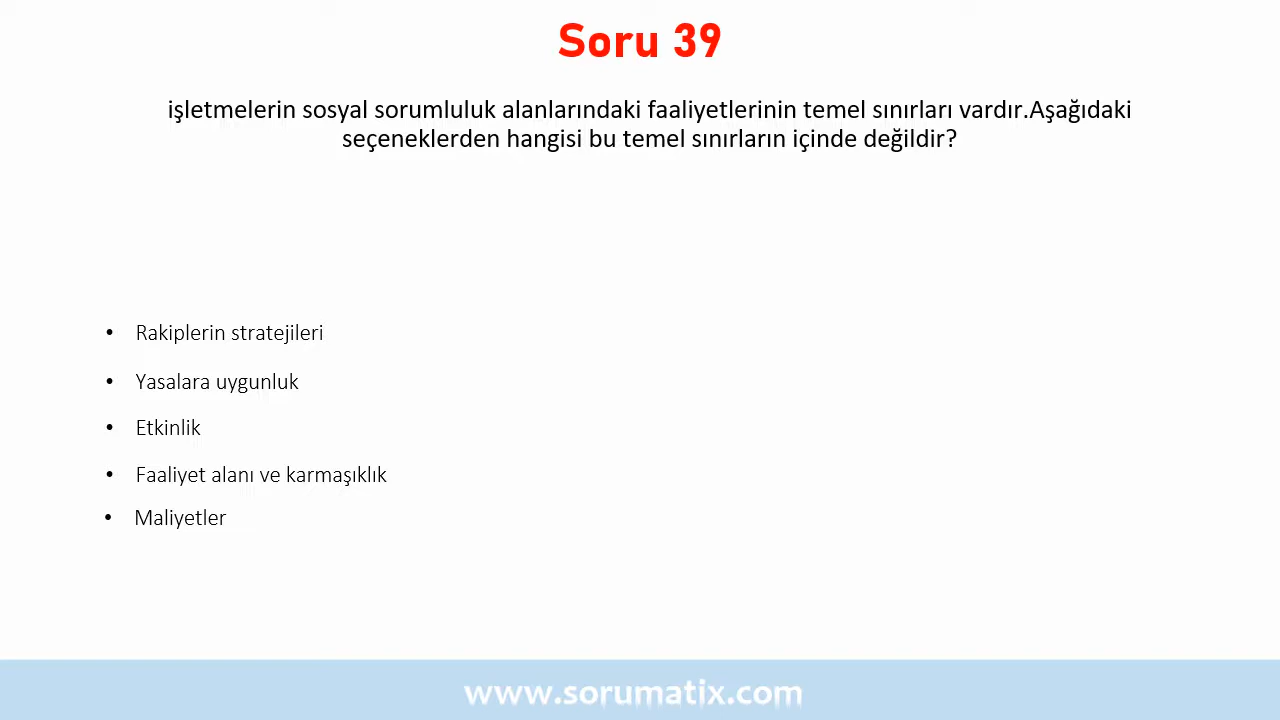 Soru 39
işletmelerin sosyal sorumluluk alanlarındaki faaliyetlerinin temel sınırları vardır.Aşağıdaki
seçeneklerden hangisi bu temel sınırların içinde değildir?
• Rakiplerin stratejileri
• Yasalara uygunluk
• Etkinlik
• Faaliyet alanı ve karmaşıklık
• Maliyetler
www.sorumatix.com